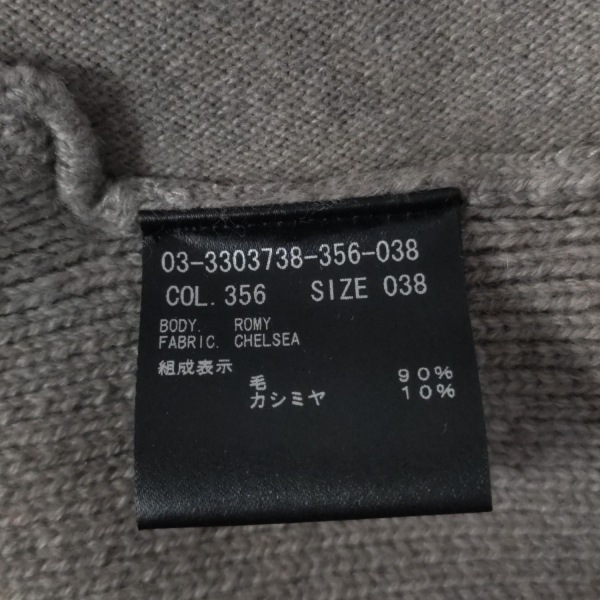 03-3303738-356-038
COL. 356 SIZE 038
BODY. ROMY
FABRIC. CHELSEA
組成表示
毛 90%
カシミヤ 10%